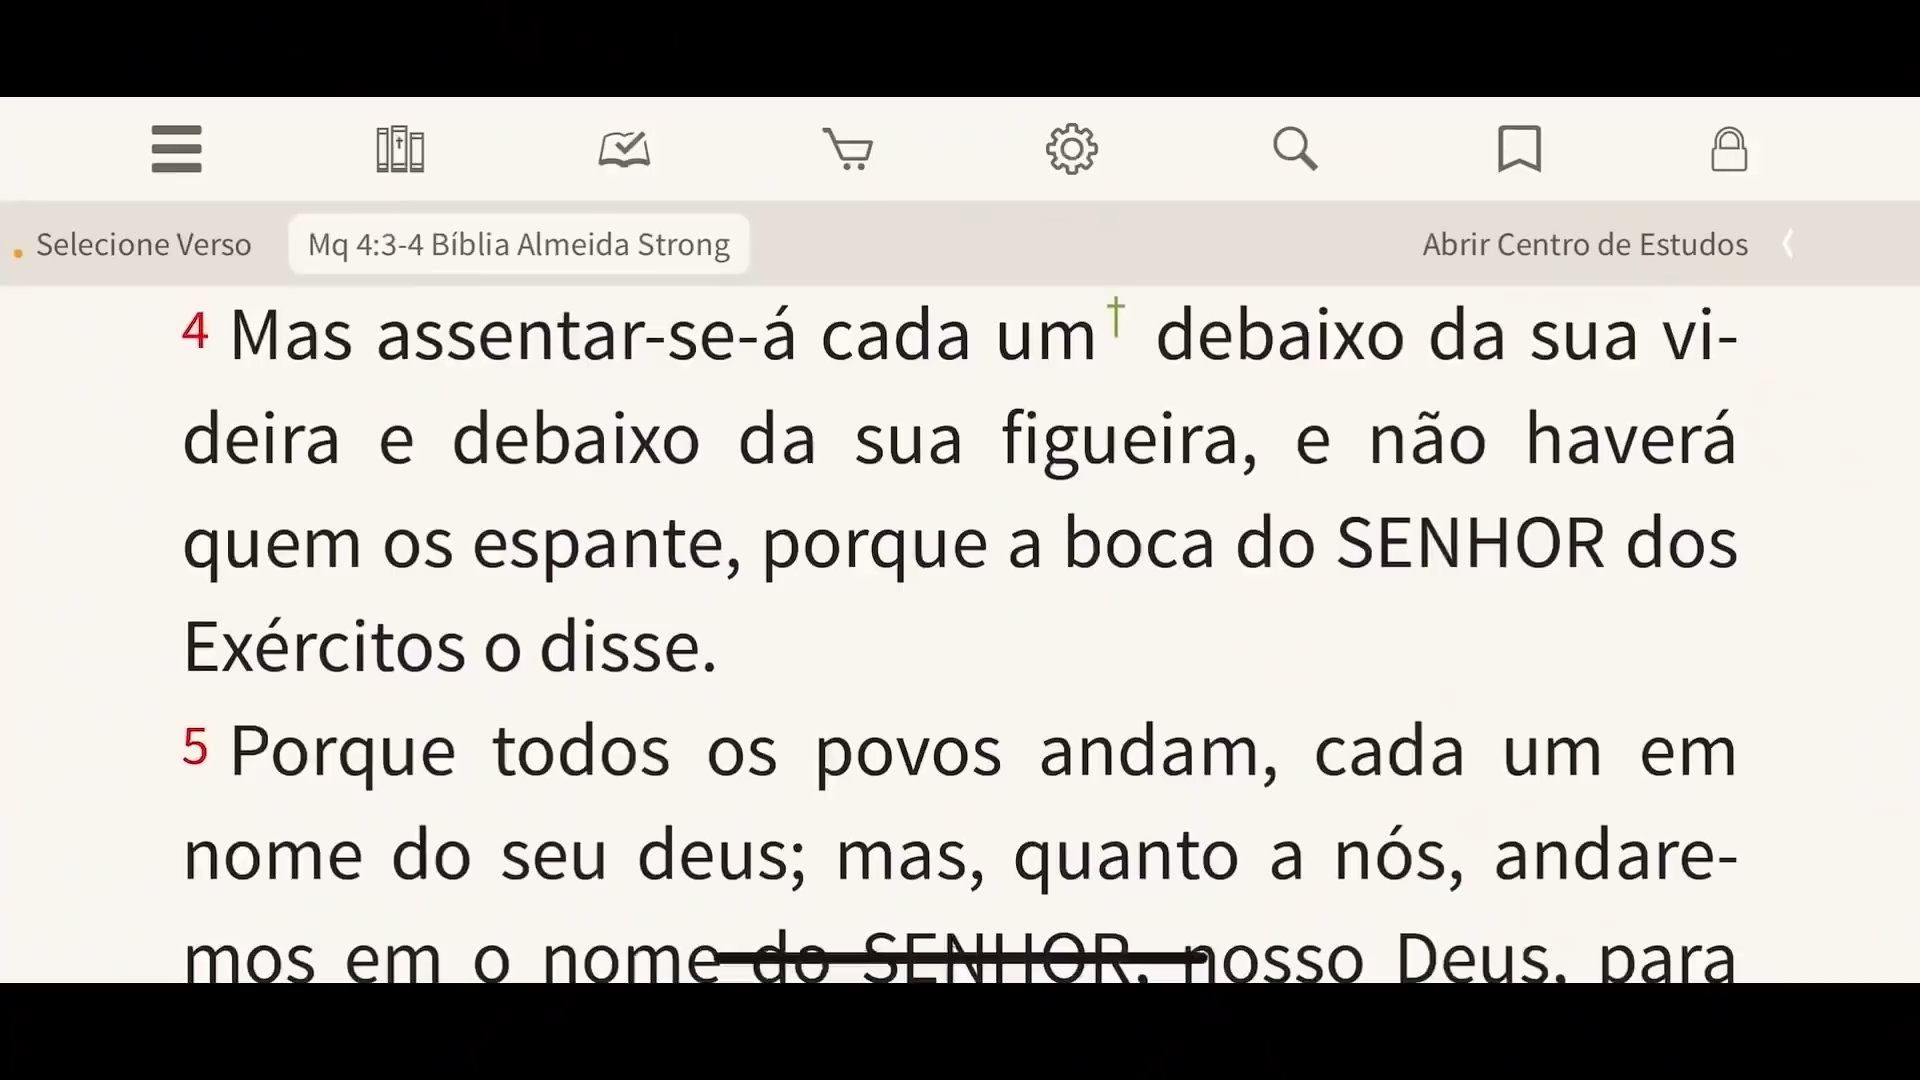 Selecione Verso
Mq 4:3-4 Bíblia Almeida Strong
Abrir Centro de Estudos
4 Mas assentar-se-á cada um† debaixo da sua vi-
deira e debaixo da sua figueira, e não haverá
quem os espante, porque a boca do SENHOR dos
Exércitos o disse.
5 Porque todos os povos andam, cada um em
nome do seu deus; mas, quanto a nós, andare-
mos em o nome do SENHOR, nosso Deus, para